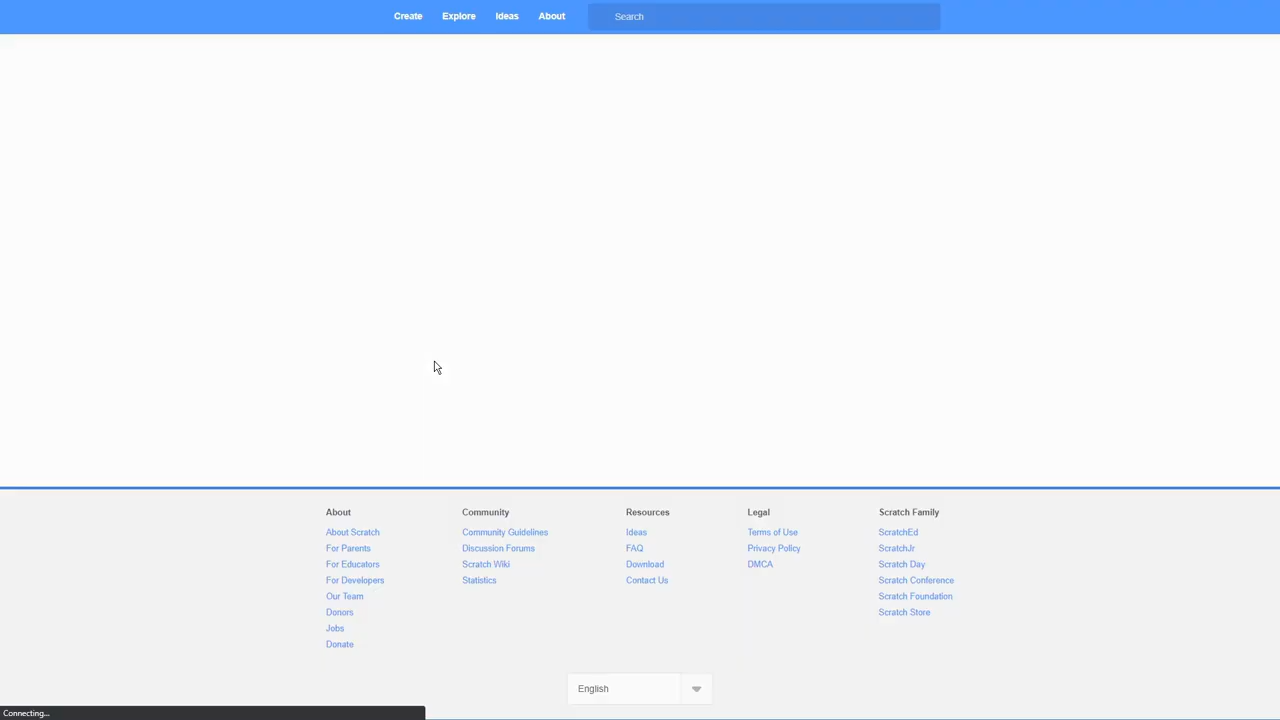 Create Explore Ideas About Search
About Community Resources Legal Scratch Family
About Scratch Community Guidelines Ideas Terms of Use ScratchEd
For Parents Discussion Forums FAQ Privacy Policy ScratchJr
For Educators Scratch Wiki Download DMCA Scratch Day
For Developers Statistics Contact Us Scratch Conference
Our Team Scratch Foundation
Donors Scratch Store
Jobs
Donate
English
Connecting...